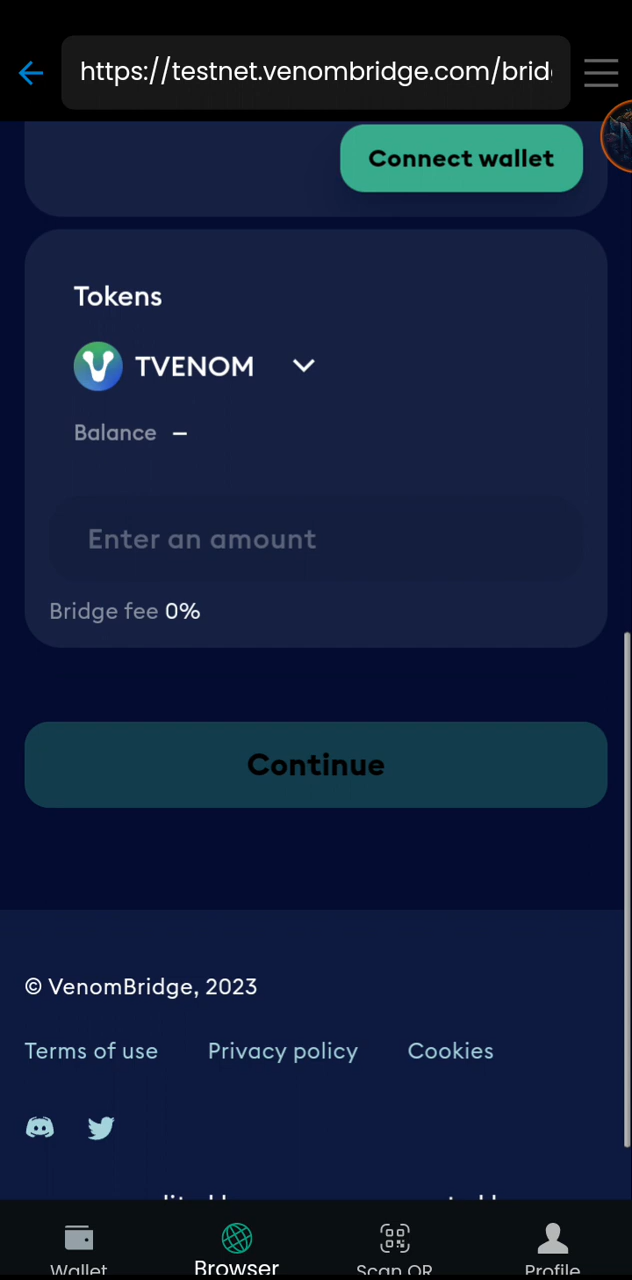 https://testnet.venombridge.com/brid
Connect wallet
Tokens
TVENOM
Balance –
Enter an amount
Bridge fee 0%
Continue
© VenomBridge, 2023
Terms of use Privacy policy Cookies
Wallet Browser Scan QR Profile